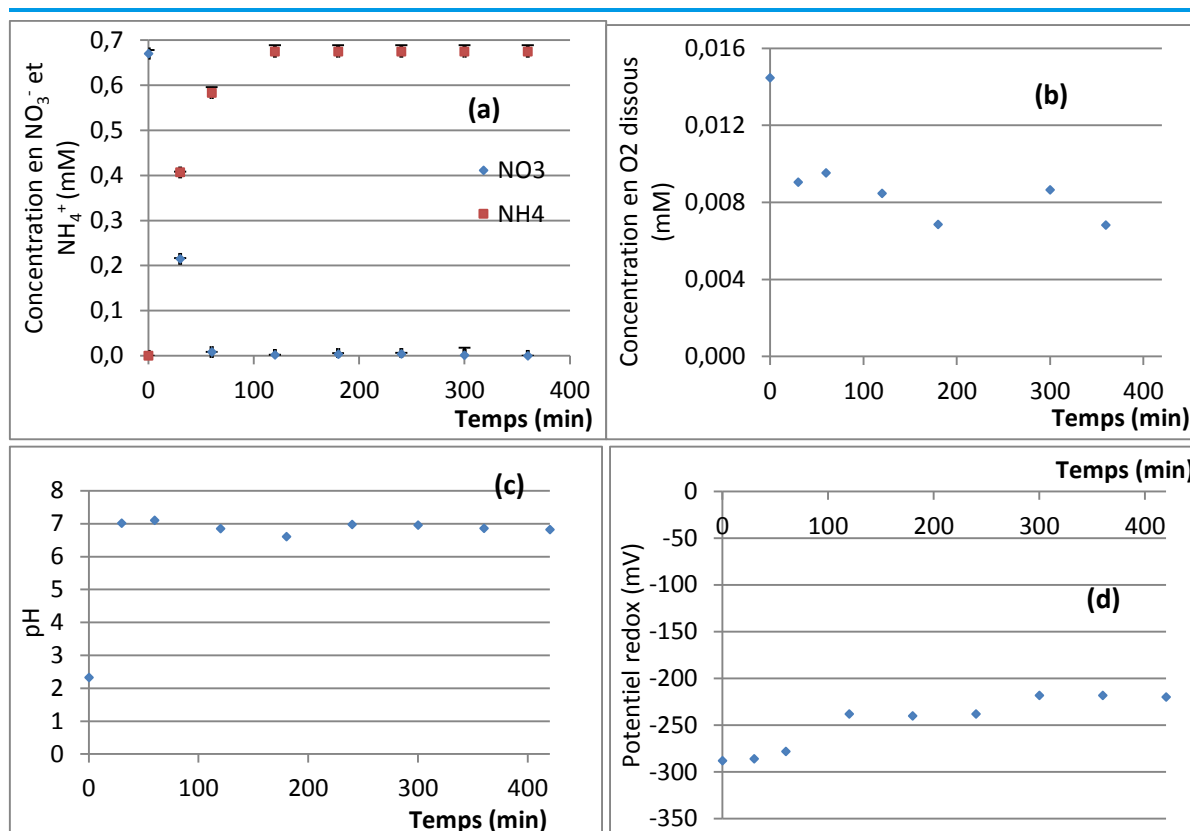 Concentration en NO₃⁻ et
NH₄⁺ (mM)
0,7
0,6
0,5
0,4
0,3
0,2
0,1
0,0
(a)
NO3
NH4
0 100 200 300 400
Temps (min)
Concentration en O2 dissous
(mM)
0,016
0,012
0,008
0,004
0,000
(b)
0 100 200 300 400
Temps (min)
pH
8
7
6
5
4
3
2
1
0
(c)
0 100 200 300 400
Temps (min)
Temps (min)
Potentiel redox (mV)
0
0 100 200 300 400
-50
-100
-150
-200
-250
-300
-350
(d)